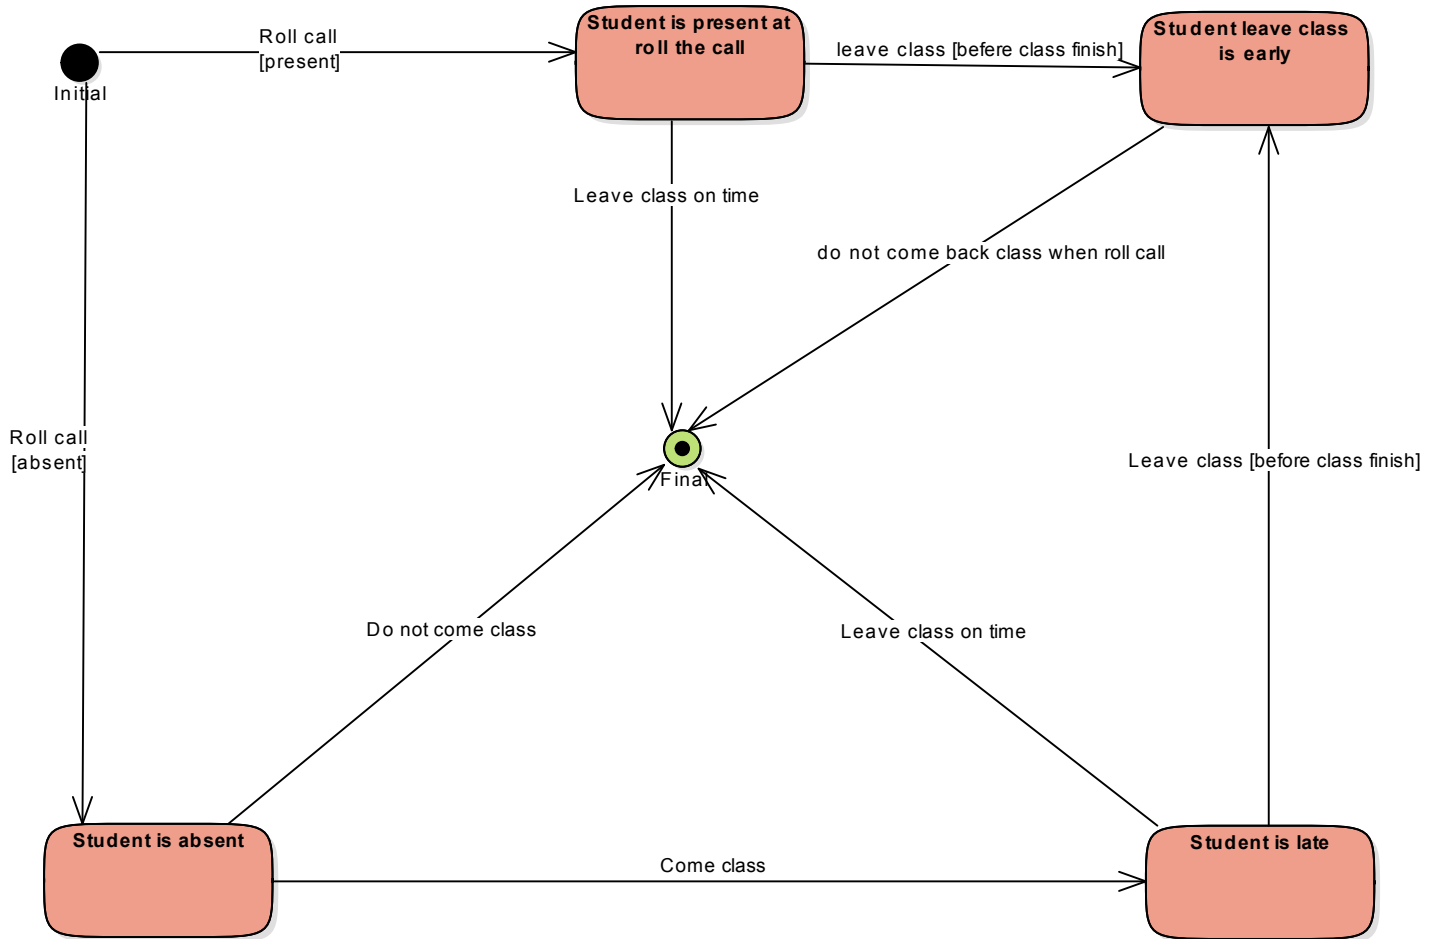 Student is present at
roll the call
Student leave class
is early
Roll call
[present]
leave class [befere class finish]
Initial
Leave class on time
do not come back class when roll call
Roll call
[absent]
Leave class [before class finish]
Final
Do not come class
Leave class on time
Student is absent
Student is late
Come class